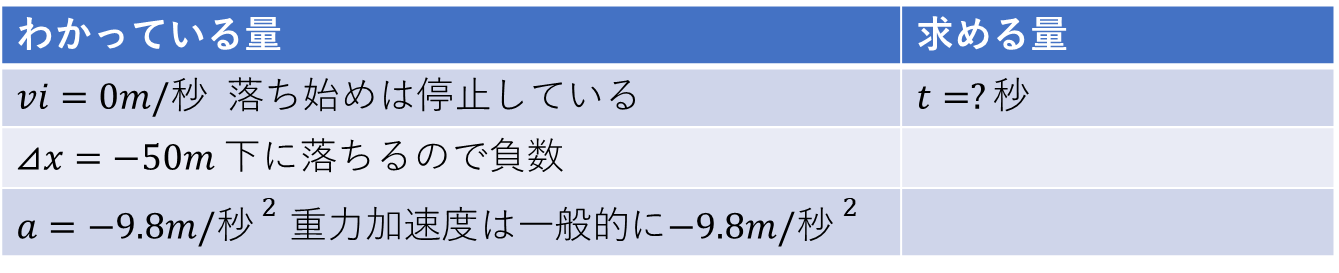 わかっている量 求める量
vi = 0m/秒 落ち始めは停止している t =? 秒
⊿x = −50m 下に落ちるので負数
a = −9.8m/秒² 重力加速度は一般的に−9.8m/秒²